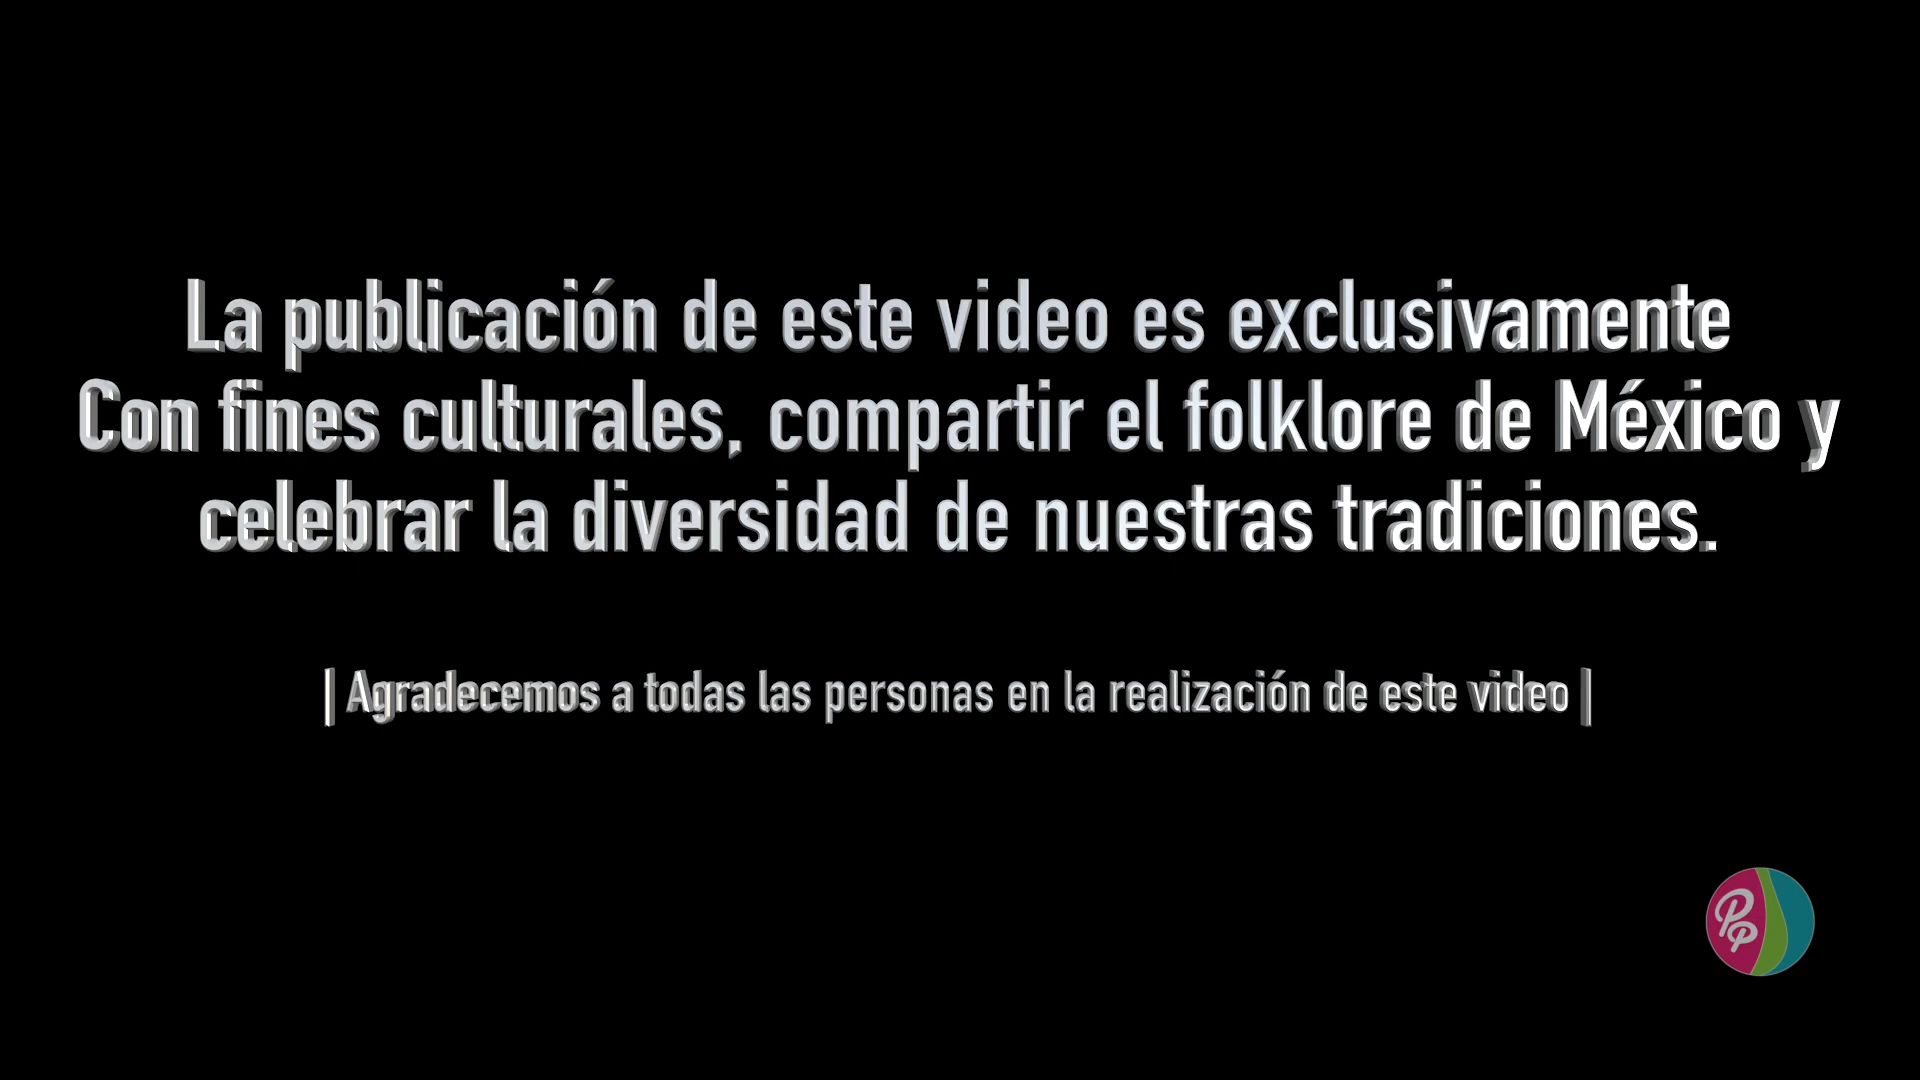 La publicación de este video es exclusivamente
Con fines culturales, compartir el folklore de México y
celebrar la diversidad de nuestras tradiciones.
| Agradecemos a todas las personas en la realización de este video |
PP